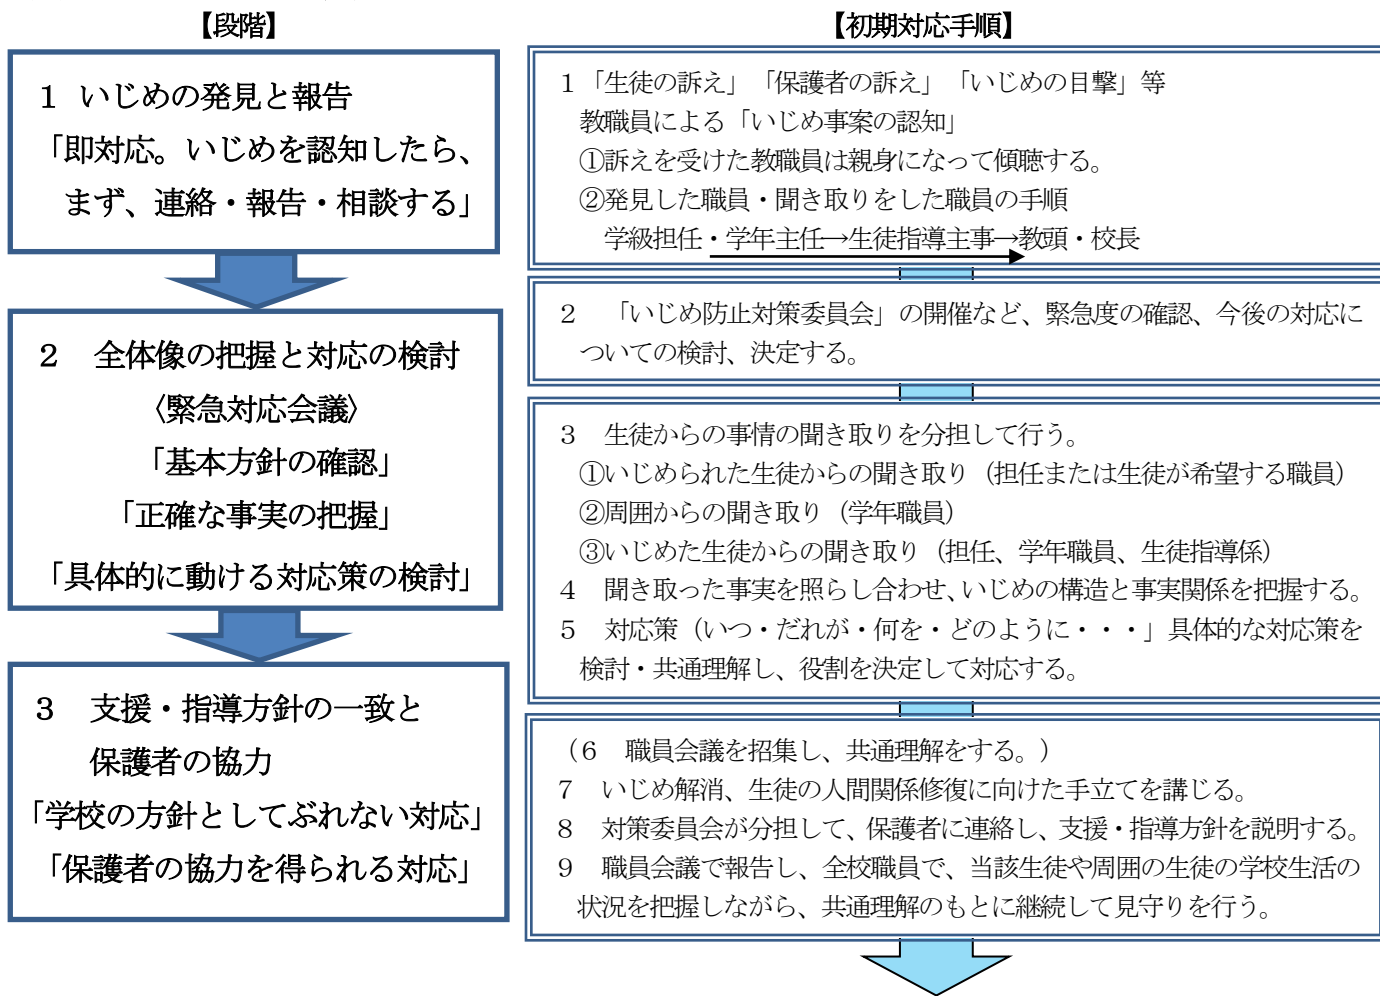 【段階】
1 いじめの発見と報告
「即対応。いじめを認知したら、
まず、連絡・報告・相談する」
2 全体像の把握と対応の検討
〈緊急対応会議〉
「基本方針の確認」
「正確な事実の把握」
「具体的に動ける対応策の検討」
3 支援・指導方針の一致と
保護者の協力
「学校の方針としてぶれない対応」
「保護者の協力を得られる対応」
【初期対応手順】
1 「生徒の訴え」「保護者の訴え」「いじめの目撃」等
教職員による「いじめ事案の認知」
①訴えを受けた教職員は親身になって傾聴する。
②発見した職員・聞き取りをした職員の手順
学級担任・学年主任→生徒指導主事→教頭・校長
2 「いじめ防止対策委員会」の開催など、緊急度の確認、今後の対応に
ついての検討、決定する。
3 生徒からの事情の聞き取りを分担して行う。
①いじめられた生徒からの聞き取り（担任または生徒が希望する職員）
②周囲からの聞き取り（学年職員）
③いじめた生徒からの聞き取り（担任、学年職員、生徒指導係）
4 聞き取った事実を照らし合わせ、いじめの構造と事実関係を把握する。
5 対応策（いつ・だれが・何を・どのように・・・」具体的な対応策を
検討・共通理解し、役割を決定して対応する。
（6 職員会議を招集し、共通理解をする。）
7 いじめ解消、生徒の人間関係修復に向けた手立てを講じる。
8 対策委員会が分担して、保護者に連絡し、支援・指導方針を説明する。
9 職員会議で報告し、全校職員で、当該生徒や周囲の生徒の学校生活の
状況を把握しながら、共通理解のもとに継続して見守りを行う。